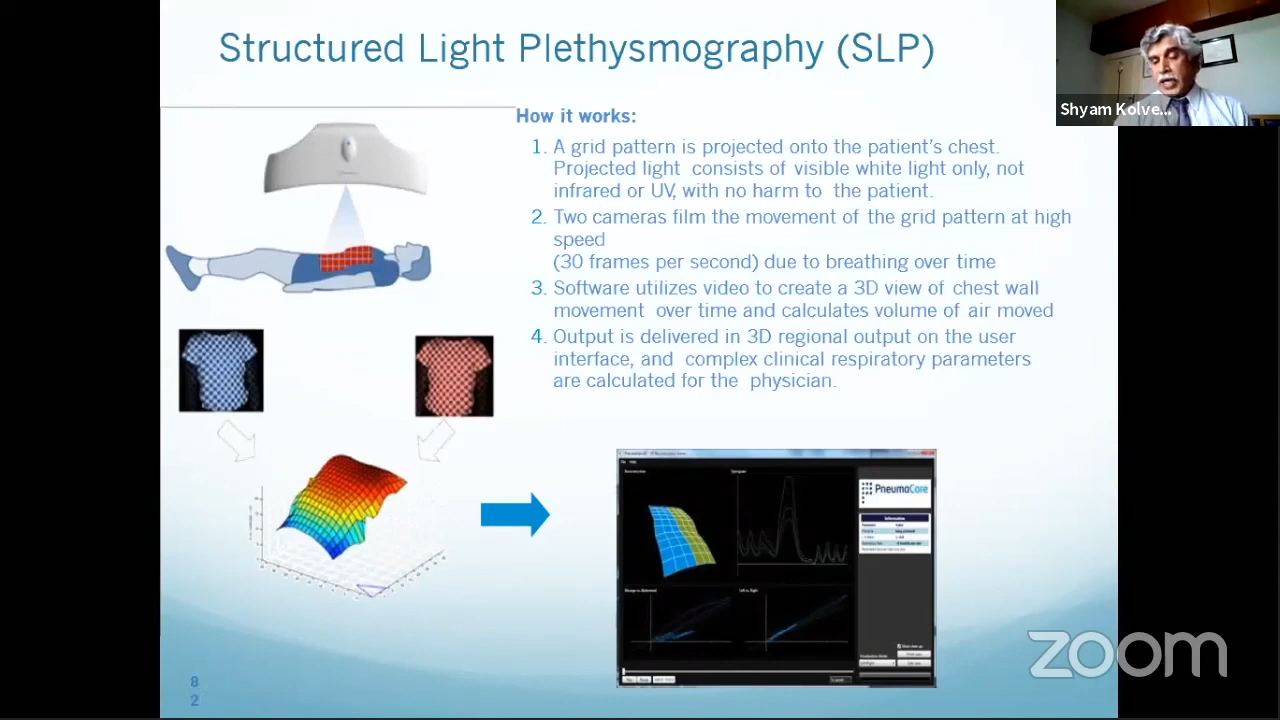 Structured Light Plethysmography (SLP)
Shyam Kolve...
How it works:
1. A grid pattern is projected onto the patient's chest.
Projected light consists of visible white light only, not
infrared or UV, with no harm to the patient.
2. Two cameras film the movement of the grid pattern at high
speed
(30 frames per second) due to breathing over time
3. Software utilizes video to create a 3D view of chest wall
movement over time and calculates volume of air moved
4. Output is delivered in 3D regional output on the user
interface, and complex clinical respiratory parameters
are calculated for the physician.
PneumaCare
Information
8
2
zoom